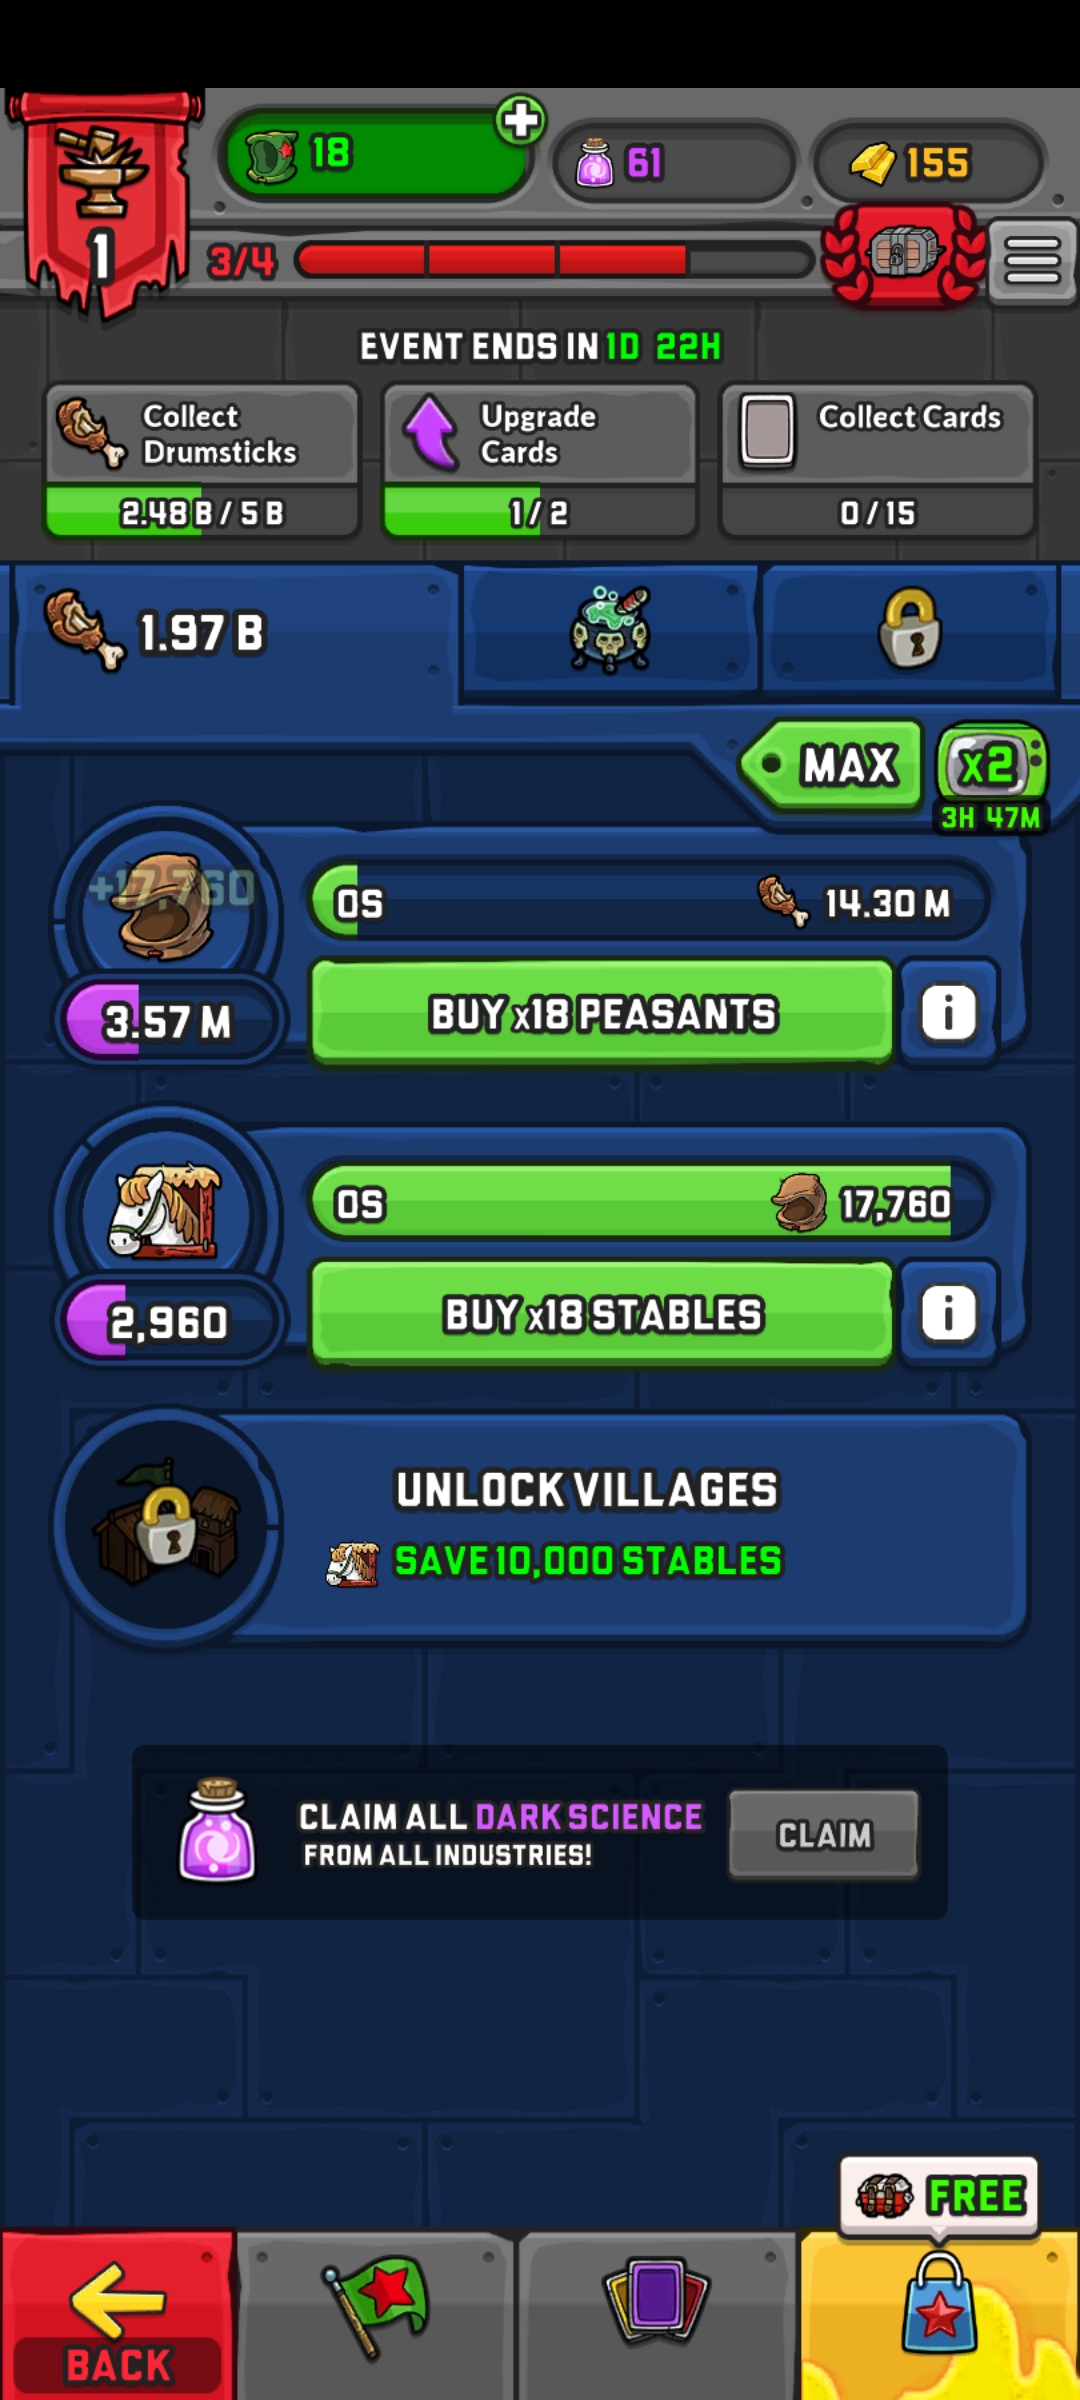 18
61
155
1
3/4
EVENT ENDS IN 1D 22H
Collect
Drumsticks
2.48 B / 5 B
Upgrade
Cards
1 / 2
Collect Cards
0 / 15
1.97 B
MAX
x2
3H 47M
+17,760
0S
14.30 M
3.57 M
BUY x18 PEASANTS
i
0S
17,760
2,960
BUY x18 STABLES
i
UNLOCK VILLAGES
SAVE 10,000 STABLES
CLAIM ALL DARK SCIENCE
FROM ALL INDUSTRIES!
CLAIM
FREE
BACK